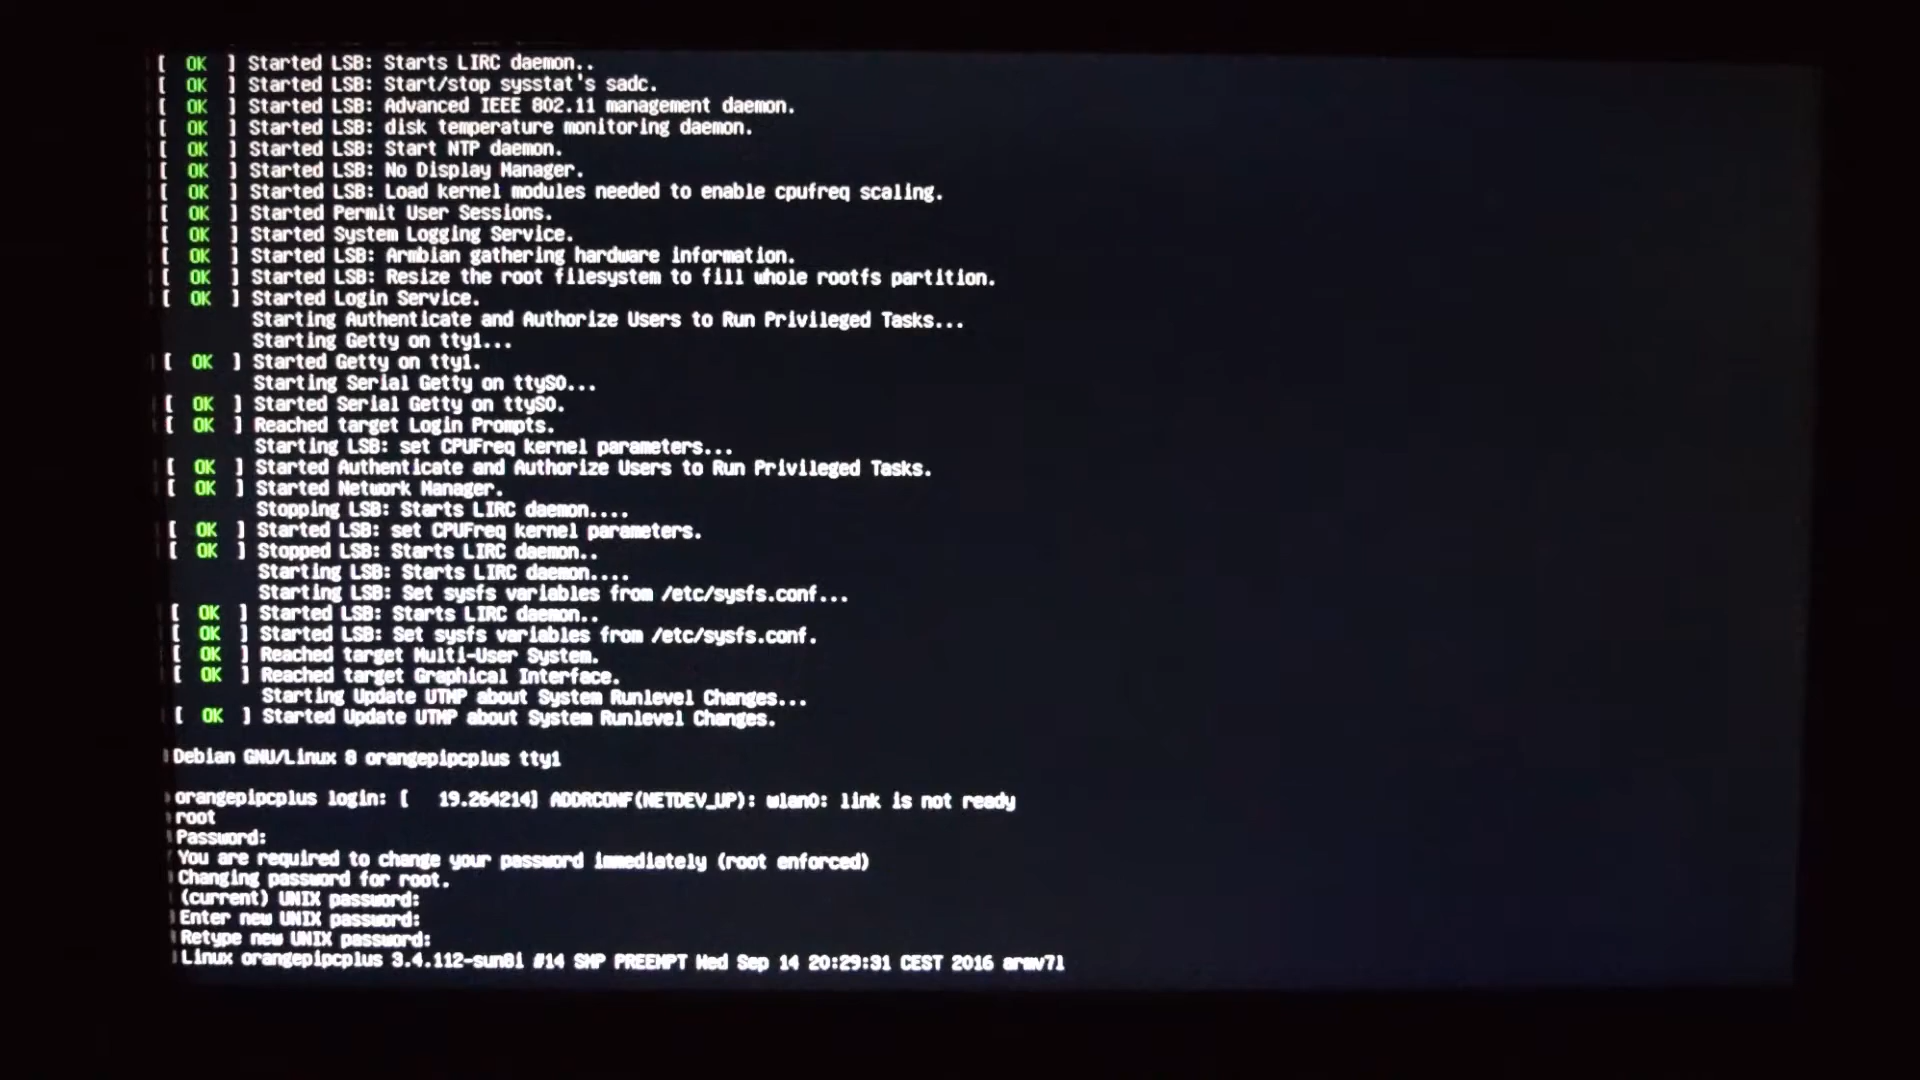 [ OK ] Started LSB: Starts LIRC daemon..
[ OK ] Started LSB: Start/stop sysstat's sadc.
[ OK ] Started LSB: Advanced IEEE 802.11 management daemon.
[ OK ] Started LSB: disk temperature monitoring daemon.
[ OK ] Started LSB: Start NTP daemon.
[ OK ] Started LSB: No Display Manager.
[ OK ] Started LSB: Load kernel modules needed to enable cpufreq scaling.
[ OK ] Started Permit User Sessions.
[ OK ] Started System Logging Service.
[ OK ] Started LSB: Armbian gathering hardware information.
[ OK ] Started LSB: Resize the root filesystem to fill whole rootfs partition.
[ OK ] Started Login Service.
Starting Authenticate and Authorize Users to Run Privileged Tasks...
Starting Getty on tty1...
[ OK ] Started Getty on tty1.
Starting Serial Getty on ttyS0...
[ OK ] Started Serial Getty on ttyS0.
[ OK ] Reached target Login Prompts.
Starting LSB: set CPUFreq kernel parameters...
[ OK ] Started Authenticate and Authorize Users to Run Privileged Tasks.
[ OK ] Started Network Manager.
Stopping LSB: Starts LIRC daemon....
[ OK ] Started LSB: set CPUFreq kernel parameters.
[ OK ] Stopped LSB: Starts LIRC daemon..
Starting LSB: Starts LIRC daemon....
Starting LSB: Set sysfs variables from /etc/sysfs.conf...
[ OK ] Started LSB: Starts LIRC daemon..
[ OK ] Started LSB: Set sysfs variables from /etc/sysfs.conf.
[ OK ] Reached target Multi-User System.
[ OK ] Reached target Graphical Interface.
Starting Update UTMP about System Runlevel Changes...
[ OK ] Started Update UTMP about System Runlevel Changes.
Debian GNU/Linux 8 orangepipcplus tty1
orangepipcplus login: [ 19.264214] ADDRCONF(NETDEV_UP): wlan0: link is not ready
root
Password:
You are required to change your password immediately (root enforced)
Changing password for root.
(current) UNIX password:
Enter new UNIX password:
Retype new UNIX password:
Linux orangepipcplus 3.4.112-sun8i #14 SMP PREEMPT Wed Sep 14 20:29:31 CEST 2016 armv7l